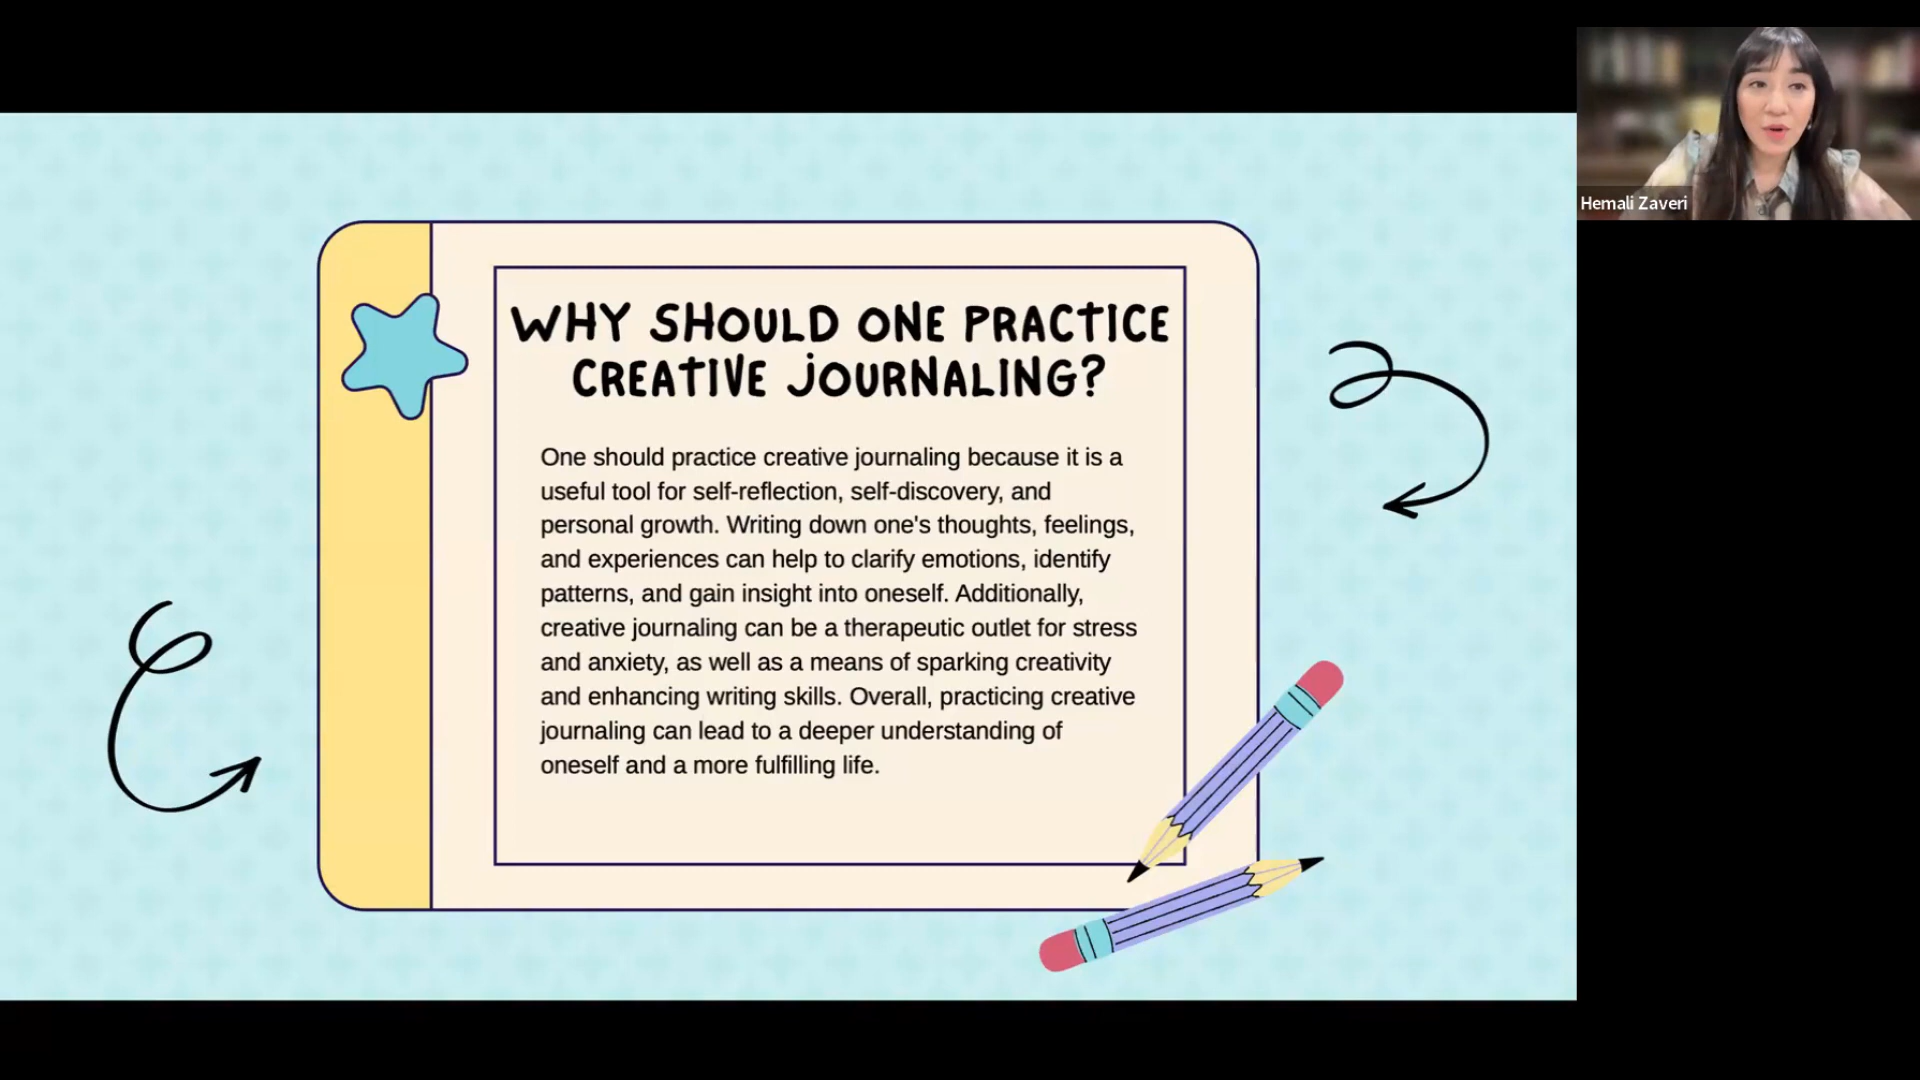 WHY SHOULD ONE PRACTICE
CREATIVE JOURNALING?
One should practice creative journaling because it is a
useful tool for self-reflection, self-discovery, and
personal growth. Writing down one's thoughts, feelings,
and experiences can help to clarify emotions, identify
patterns, and gain insight into oneself. Additionally,
creative journaling can be a therapeutic outlet for stress
and anxiety, as well as a means of sparking creativity
and enhancing writing skills. Overall, practicing creative
journaling can lead to a deeper understanding of
oneself and a more fulfilling life.
Hemali Zaveri